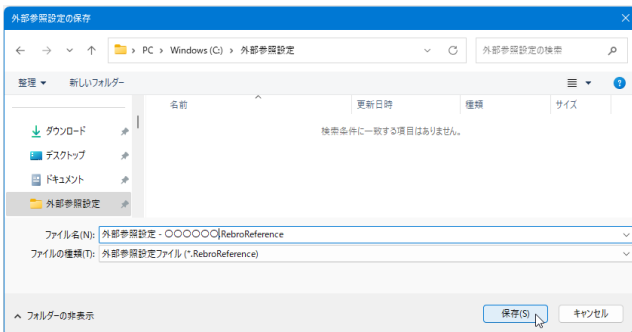 外部参照設定の保存
PC › Windows (C:) › 外部参照設定
外部参照設定の検索
整理 新しいフォルダー
名前 更新日時 種類 サイズ
検索条件に一致する項目はありません。
ダウンロード
デスクトップ
ドキュメント
外部参照設定
ファイル名(N): 外部参照設定 - 〇〇〇〇〇〇.RebroReference
ファイルの種類(T): 外部参照設定ファイル (*.RebroReference)
フォルダーの非表示
保存(S) キャンセル